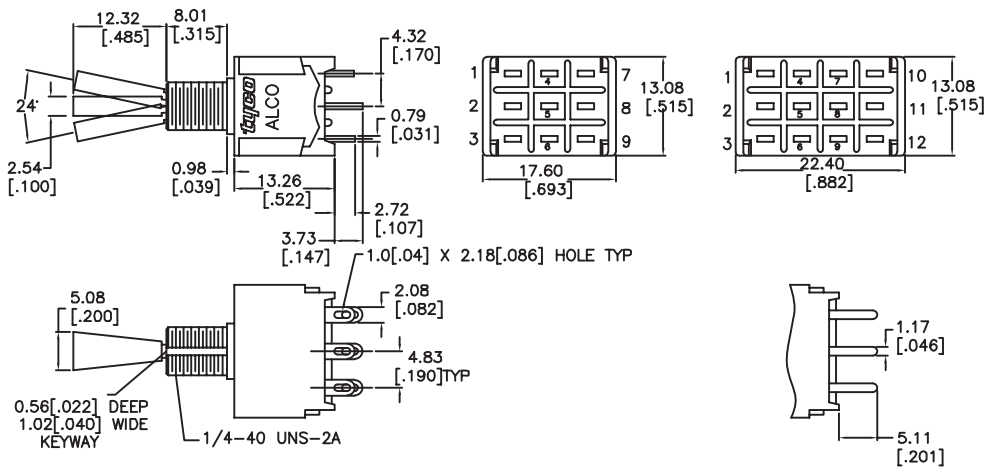 12.32
[.485]
8.01
[.315]
4.32
[.170]
24°
tyco
ALCO
0.79
[.031]
2.54
[.100]
0.98
[.039]
13.26
[.522]
2.72
[.107]
3.73
[.147]
1 4 7
2 5 8
3 6 9
13.08
[.515]
17.60
[.693]
1 4 7 10
2 5 8 11
3 6 9 12
13.08
[.515]
22.40
[.882]
1.0[.04] X 2.18[.086] HOLE TYP
5.08
[.200]
2.08
[.082]
4.83
[.190]TYP
0.56[.022] DEEP
1.02[.040] WIDE
KEYWAY
1/4-40 UNS-2A
1.17
[.046]
5.11
[.201]